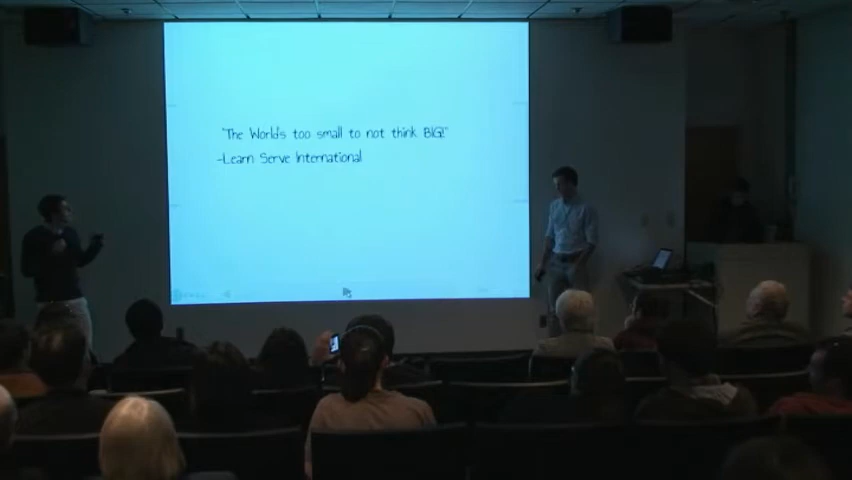 "The World's too small to not think BIG!"
-Learn Serve International